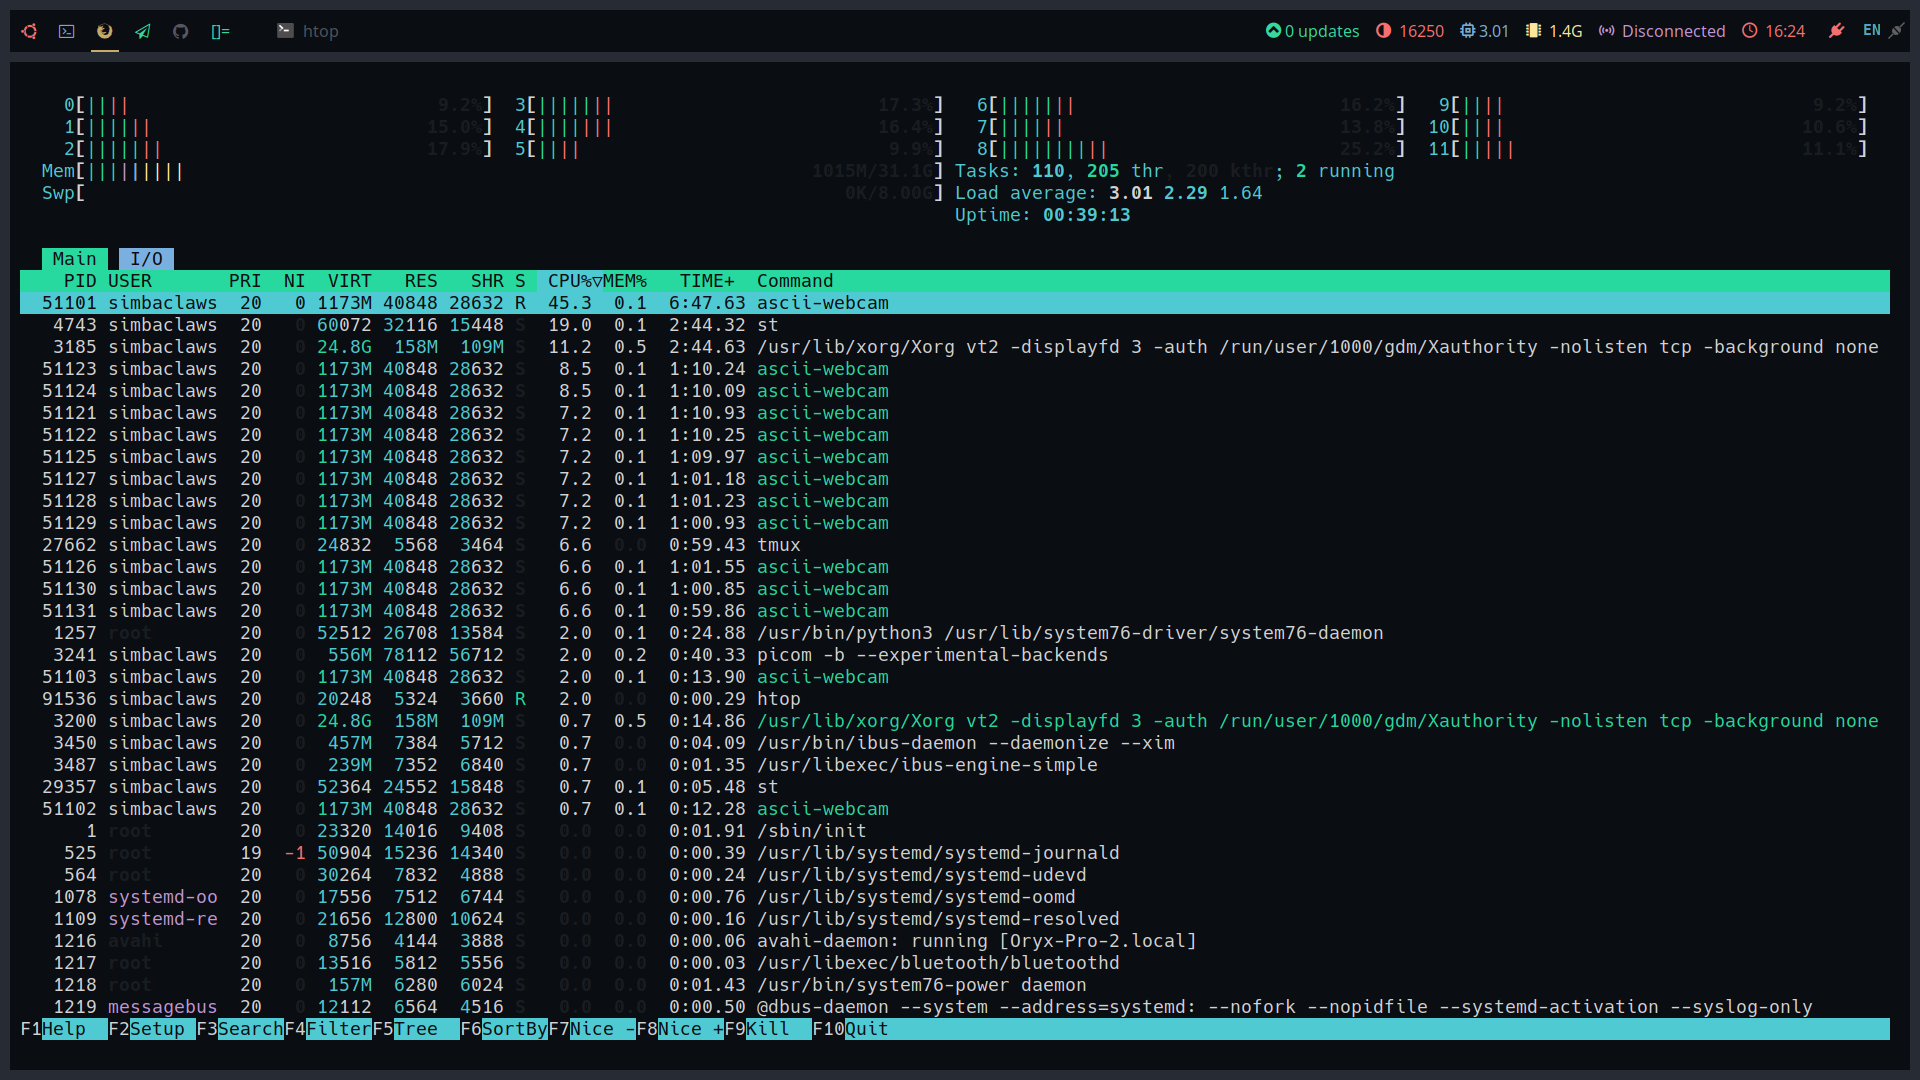 []= htop 0 updates 16250 3.01 1.4G Disconnected 16:24 EN
0[|||| 9.2%] 3[||||||| 17.3%] 6[||||||| 16.2%] 9[|||| 9.2%]
1[|||||| 15.0%] 4[||||||| 16.4%] 7[|||||| 13.8%] 10[|||| 10.6%]
2[||||||| 17.9%] 5[|||| 9.9%] 8[|||||||||| 25.2%] 11[||||| 11.1%]
Mem[||||||||| 1015M/31.1G] Tasks: 110, 205 thr, 200 kthr; 2 running
Swp[ 0K/8.00G] Load average: 3.01 2.29 1.64
Uptime: 00:39:13
Main I/O
PID USER PRI NI VIRT RES SHR S CPU%▽MEM% TIME+ Command
51101 simbaclaws 20 0 1173M 40848 28632 R 45.3 0.1 6:47.63 ascii-webcam
4743 simbaclaws 20 0 60072 32116 15448 S 19.0 0.1 2:44.32 st
3185 simbaclaws 20 0 24.8G 158M 109M S 11.2 0.5 2:44.63 /usr/lib/xorg/Xorg vt2 -displayfd 3 -auth /run/user/1000/gdm/Xauthority -nolisten tcp -background none
51123 simbaclaws 20 0 1173M 40848 28632 S 8.5 0.1 1:10.24 ascii-webcam
51124 simbaclaws 20 0 1173M 40848 28632 S 8.5 0.1 1:10.09 ascii-webcam
51121 simbaclaws 20 0 1173M 40848 28632 S 7.2 0.1 1:10.93 ascii-webcam
51122 simbaclaws 20 0 1173M 40848 28632 S 7.2 0.1 1:10.25 ascii-webcam
51125 simbaclaws 20 0 1173M 40848 28632 S 7.2 0.1 1:09.97 ascii-webcam
51127 simbaclaws 20 0 1173M 40848 28632 S 7.2 0.1 1:01.18 ascii-webcam
51128 simbaclaws 20 0 1173M 40848 28632 S 7.2 0.1 1:01.23 ascii-webcam
51129 simbaclaws 20 0 1173M 40848 28632 S 7.2 0.1 1:00.93 ascii-webcam
27662 simbaclaws 20 0 24832 5568 3464 S 6.6 0.0 0:59.43 tmux
51126 simbaclaws 20 0 1173M 40848 28632 S 6.6 0.1 1:01.55 ascii-webcam
51130 simbaclaws 20 0 1173M 40848 28632 S 6.6 0.1 1:00.85 ascii-webcam
51131 simbaclaws 20 0 1173M 40848 28632 S 6.6 0.1 0:59.86 ascii-webcam
1257 root 20 0 52512 26708 13584 S 2.0 0.1 0:24.88 /usr/bin/python3 /usr/lib/system76-driver/system76-daemon
3241 simbaclaws 20 0 556M 78112 56712 S 2.0 0.2 0:40.33 picom -b --experimental-backends
51103 simbaclaws 20 0 1173M 40848 28632 S 2.0 0.1 0:13.90 ascii-webcam
91536 simbaclaws 20 0 20248 5324 3660 R 2.0 0.0 0:00.29 htop
3200 simbaclaws 20 0 24.8G 158M 109M S 0.7 0.5 0:14.86 /usr/lib/xorg/Xorg vt2 -displayfd 3 -auth /run/user/1000/gdm/Xauthority -nolisten tcp -background none
3450 simbaclaws 20 0 457M 7384 5712 S 0.7 0.0 0:04.09 /usr/bin/ibus-daemon --daemonize --xim
3487 simbaclaws 20 0 239M 7352 6840 S 0.7 0.0 0:01.35 /usr/libexec/ibus-engine-simple
29357 simbaclaws 20 0 52364 24552 15848 S 0.7 0.1 0:05.48 st
51102 simbaclaws 20 0 1173M 40848 28632 S 0.7 0.1 0:12.28 ascii-webcam
1 root 20 0 23320 14016 9408 S 0.0 0.0 0:01.91 /sbin/init
525 root 19 -1 50904 15236 14340 S 0.0 0.0 0:00.39 /usr/lib/systemd/systemd-journald
564 root 20 0 30264 7832 4888 S 0.0 0.0 0:00.24 /usr/lib/systemd/systemd-udevd
1078 systemd-oo 20 0 17556 7512 6744 S 0.0 0.0 0:00.76 /usr/lib/systemd/systemd-oomd
1109 systemd-re 20 0 21656 12800 10624 S 0.0 0.0 0:00.16 /usr/lib/systemd/systemd-resolved
1216 avahi 20 0 8756 4144 3888 S 0.0 0.0 0:00.06 avahi-daemon: running [Oryx-Pro-2.local]
1217 root 20 0 13516 5812 5556 S 0.0 0.0 0:00.03 /usr/libexec/bluetooth/bluetoothd
1218 root 20 0 157M 6280 6024 S 0.0 0.0 0:01.43 /usr/bin/system76-power daemon
1219 messagebus 20 0 12112 6564 4516 S 0.0 0.0 0:00.50 @dbus-daemon --system --address=systemd: --nofork --nopidfile --systemd-activation --syslog-only
F1Help F2Setup F3SearchF4FilterF5Tree F6SortByF7Nice -F8Nice +F9Kill F10Quit